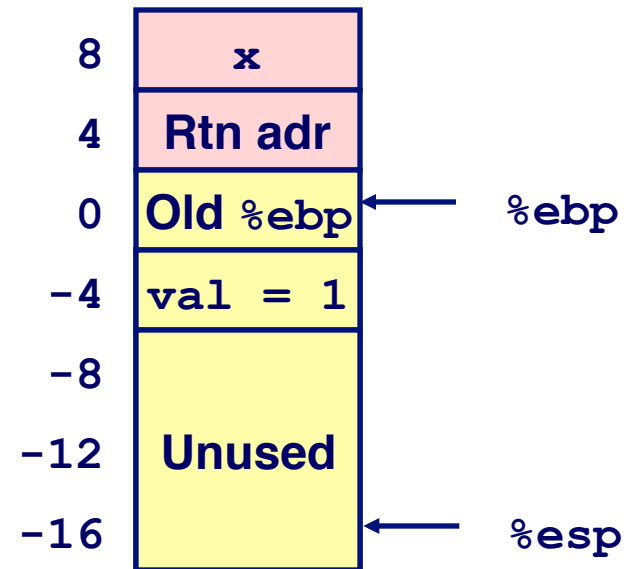 8 x
4 Rtn adr
0 Old %ebp %ebp
-4 val = 1
-8
-12 Unused
-16 %esp